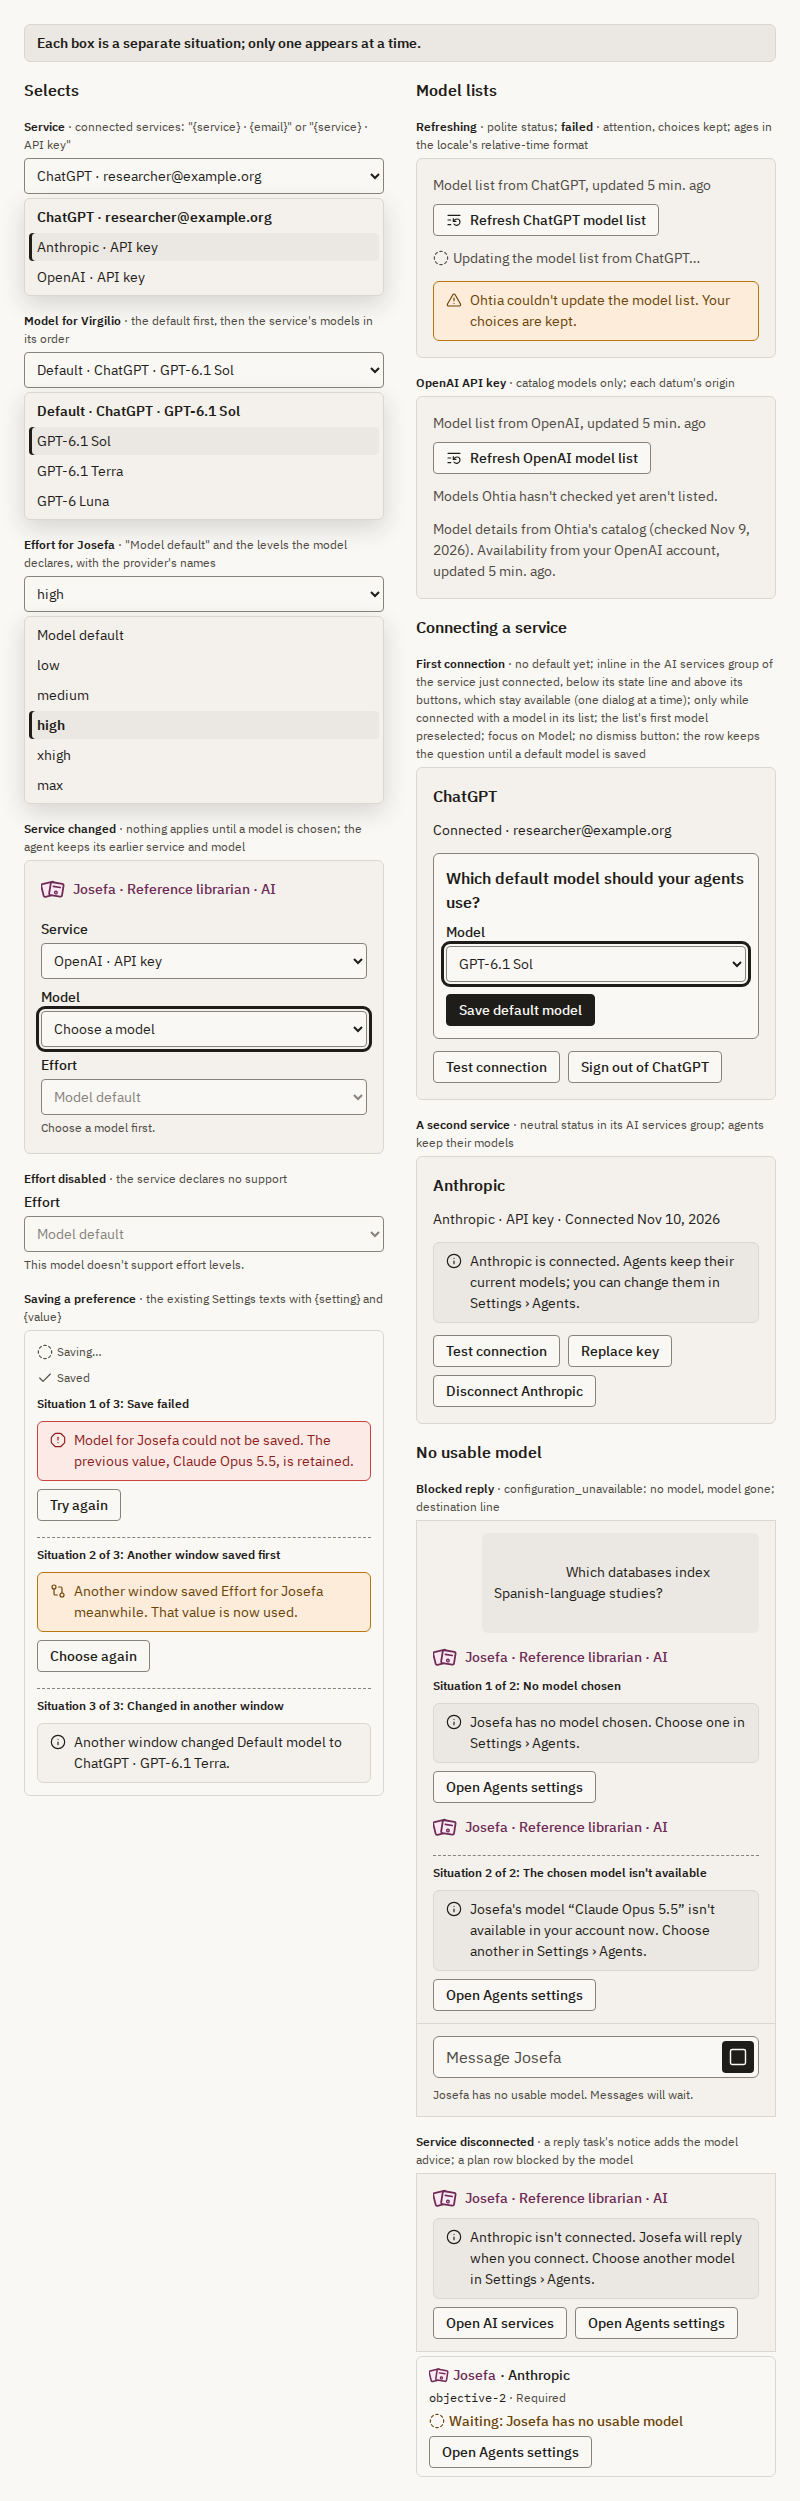 Each box is a separate situation; only one appears at a time.
Selects
Service · connected services: "{service} · {email}" or "{service} ·
API key"
ChatGPT · researcher@example.org
ChatGPT · researcher@example.org
Anthropic · API key
OpenAI · API key
Model for Virgilio · the default first, then the service's models in
its order
Default · ChatGPT · GPT-6.1 Sol
Default · ChatGPT · GPT-6.1 Sol
GPT-6.1 Sol
GPT-6.1 Terra
GPT-6 Luna
Effort for Josefa · "Model default" and the levels the model
declares, with the provider's names
high
Model default
low
medium
high
xhigh
max
Service changed · nothing applies until a model is chosen; the
agent keeps its earlier service and model
Josefa · Reference librarian · AI
Service
OpenAI · API key
Model
Choose a model
Effort
Model default
Choose a model first.
Effort disabled · the service declares no support
Effort
Model default
This model doesn't support effort levels.
Saving a preference · the existing Settings texts with {setting} and
{value}
Saving…
Saved
Situation 1 of 3: Save failed
Model for Josefa could not be saved. The
previous value, Claude Opus 5.5, is retained.
Try again
Situation 2 of 3: Another window saved first
Another window saved Effort for Josefa
meanwhile. That value is now used.
Choose again
Situation 3 of 3: Changed in another window
Another window changed Default model to
ChatGPT · GPT-6.1 Terra.
Model lists
Refreshing · polite status; failed · attention, choices kept; ages in
the locale's relative-time format
Model list from ChatGPT, updated 5 min. ago
Refresh ChatGPT model list
Updating the model list from ChatGPT…
Ohtia couldn't update the model list. Your
choices are kept.
OpenAI API key · catalog models only; each datum's origin
Model list from OpenAI, updated 5 min. ago
Refresh OpenAI model list
Models Ohtia hasn't checked yet aren't listed.
Model details from Ohtia's catalog (checked Nov 9,
2026). Availability from your OpenAI account,
updated 5 min. ago.
Connecting a service
First connection · no default yet; inline in the AI services group of
the service just connected, below its state line and above its
buttons, which stay available (one dialog at a time); only while
connected with a model in its list; the list's first model
preselected; focus on Model; no dismiss button: the row keeps
the question until a default model is saved
ChatGPT
Connected · researcher@example.org
Which default model should your agents
use?
Model
GPT-6.1 Sol
Save default model
Test connection
Sign out of ChatGPT
A second service · neutral status in its AI services group; agents
keep their models
Anthropic
Anthropic · API key · Connected Nov 10, 2026
Anthropic is connected. Agents keep their
current models; you can change them in
Settings › Agents.
Test connection
Replace key
Disconnect Anthropic
No usable model
Blocked reply · configuration_unavailable: no model, model gone;
destination line
Which databases index
Spanish-language studies?
Josefa · Reference librarian · AI
Situation 1 of 2: No model chosen
Josefa has no model chosen. Choose one in
Settings › Agents.
Open Agents settings
Josefa · Reference librarian · AI
Situation 2 of 2: The chosen model isn't available
Josefa's model “Claude Opus 5.5” isn't
available in your account now. Choose
another in Settings › Agents.
Open Agents settings
Message Josefa
Josefa has no usable model. Messages will wait.
Service disconnected · a reply task's notice adds the model
advice; a plan row blocked by the model
Josefa · Reference librarian · AI
Anthropic isn't connected. Josefa will reply
when you connect. Choose another model
in Settings › Agents.
Open AI services
Open Agents settings
Josefa · Anthropic
objective-2 · Required
Waiting: Josefa has no usable model
Open Agents settings